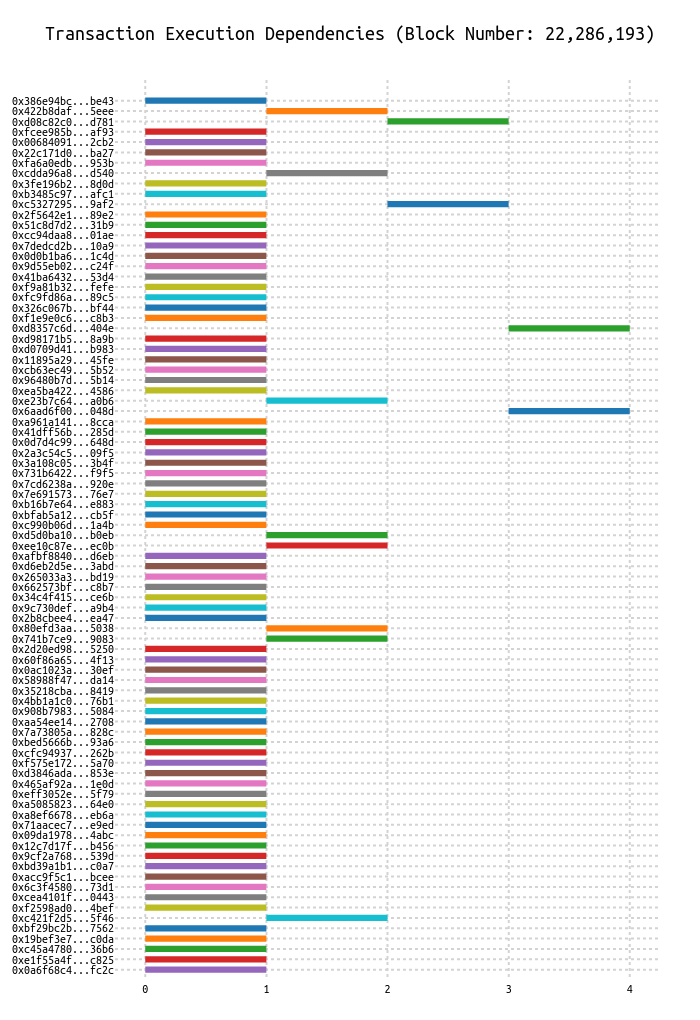 Transaction Execution Dependencies (Block Number: 22,286,193)
0x386e94bc...be43
0x422b8daf...5eee
0xd08c82c0...d781
0xfcee985b...af93
0x00684091...2cb2
0x22c171d0...ba27
0xfa6a0edb...953b
0xcdda96a8...d540
0x3fe196b2...8d0d
0xb3485c97...afc1
0xc5327295...9af2
0x2f5642e1...89e2
0x51c8d7d2...31b9
0xcc94daa8...01ae
0x7dedcd2b...10a9
0x0d0b1ba6...1c4d
0x9d55eb02...c24f
0x41ba6432...53d4
0xf9a81b32...fefe
0xfc9fd86a...89c5
0x326c067b...bf44
0xf1e9e0c6...c8b3
0xd8357c6d...404e
0xd98171b5...8a9b
0xd0709d41...b983
0x11895a29...45fe
0xcb63ec49...5b52
0x96480b7d...5b14
0xea5ba422...4586
0xe23b7c64...a0b6
0x6aad6f00...048d
0xa961a141...8cca
0x41dff56b...285d
0x0d7d4c99...648d
0x2a3c54c5...09f5
0x3a108c05...3b4f
0x731b6422...f9f5
0x7cd6238a...920e
0x7e691573...76e7
0xb16b7e64...e883
0xbfab5a12...cb5f
0xc990b06d...1a4b
0xd5d0ba10...b0eb
0xee10c87e...ec0b
0xafbf8840...d6eb
0xd6eb2d5e...3abd
0x265033a3...bd19
0x662573bf...c8b7
0x34c4f415...ce6b
0x9c730def...a9b4
0x2b8cbee4...ea47
0x80efd3aa...5038
0x741b7ce9...9083
0x2d20ed98...5250
0x60f86a65...4f13
0x0ac1023a...30ef
0x58988f47...da14
0x35218cba...8419
0x4bb1a1c0...76b1
0x908b7983...5084
0xaa54ee14...2708
0x7a73805a...828c
0xbed5666b...93a6
0xcfc94937...262b
0xf575e172...5a70
0xd3846ada...853e
0x465af92a...1e0d
0xeff3052e...5f79
0xa5085823...64e0
0xa8ef6678...eb6a
0x71aacec7...e9ed
0x09da1978...4abc
0x12c7d17f...b456
0x9cf2a768...539d
0xbd39a1b1...c0a7
0xacc9f5c1...bcee
0x6c3f4580...73d1
0xcea4101f...0443
0xf2598ad0...4bef
0xc421f2d5...5f46
0xbf29bc2b...7562
0x19bef3e7...c0da
0xc45a4780...36b6
0xe1f55a4f...c825
0x0a6f68c4...fc2c
0 1 2 3 4